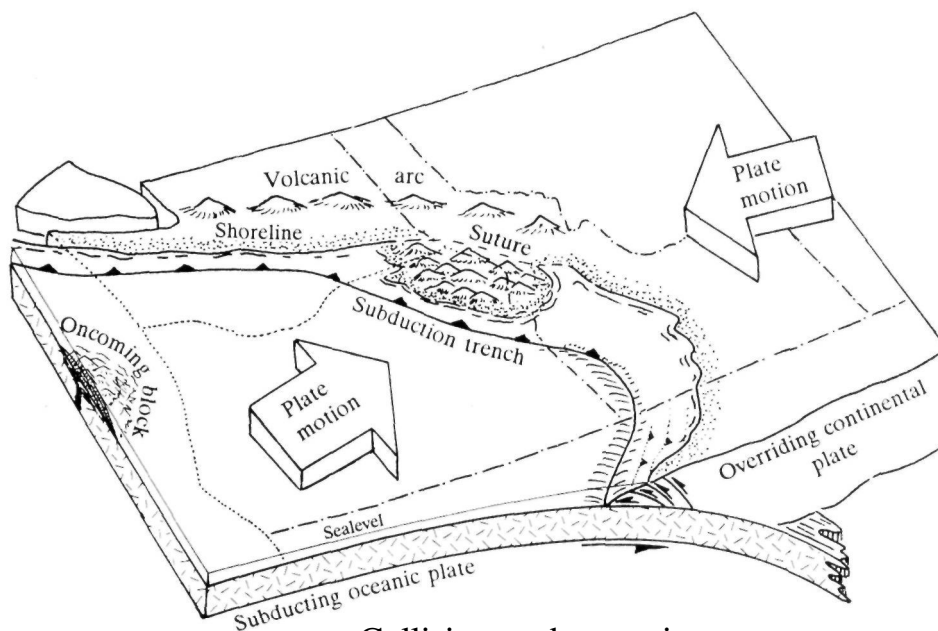 Volcanic arc
Plate
motion
Shoreline
Suture
Subduction trench
Oncoming
block
Plate
motion
Overriding continental
plate
Sealevel
Subducting oceanic plate